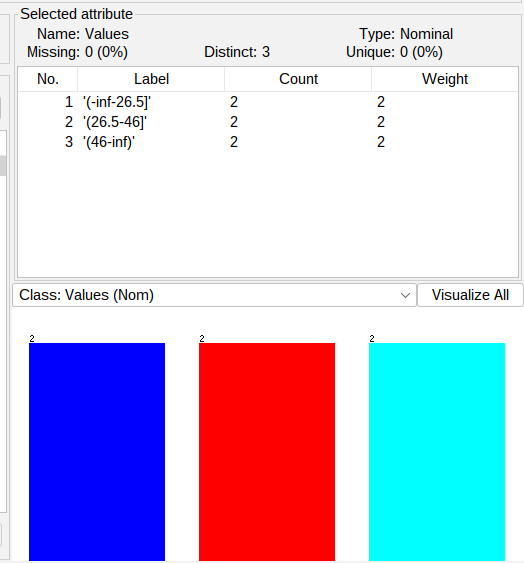 Selected attribute
Name: Values Type: Nominal
Missing: 0 (0%) Distinct: 3 Unique: 0 (0%)
No. Label Count Weight
1 '(-inf-26.5]' 2 2
2 '(26.5-46]' 2 2
3 '(46-inf)' 2 2
Class: Values (Nom) Visualize All
2 2 2